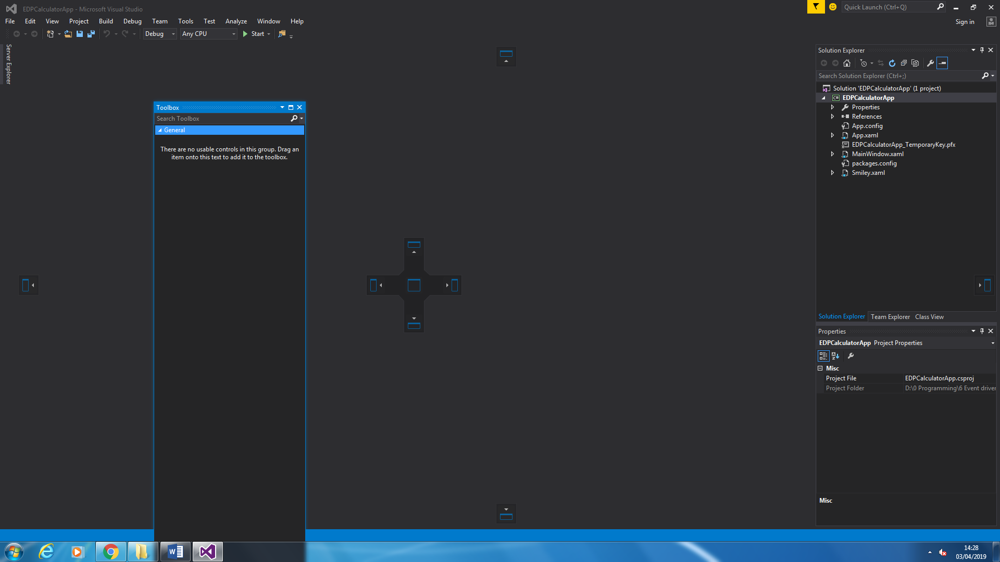 EDPCalculatorApp - Microsoft Visual Studio
Quick Launch (Ctrl+Q)
File Edit View Project Build Debug Team Tools Test Analyze Window Help
Sign in
Debug Any CPU Start
Server Explorer
Toolbox
Search Toolbox
General
There are no usable controls in this group. Drag an
item onto this text to add it to the toolbox.
Solution Explorer
Search Solution Explorer (Ctrl+;)
Solution 'EDPCalculatorApp' (1 project)
C# EDPCalculatorApp
Properties
References
App.config
App.xaml
EDPCalculatorApp_TemporaryKey.pfx
MainWindow.xaml
packages.config
Smiley.xaml
Solution Explorer Team Explorer Class View
Properties
EDPCalculatorApp Project Properties
Misc
Project File EDPCalculatorApp.csproj
Project Folder D:\0 Programming\6 Event driver
Misc
14:28
03/04/2019